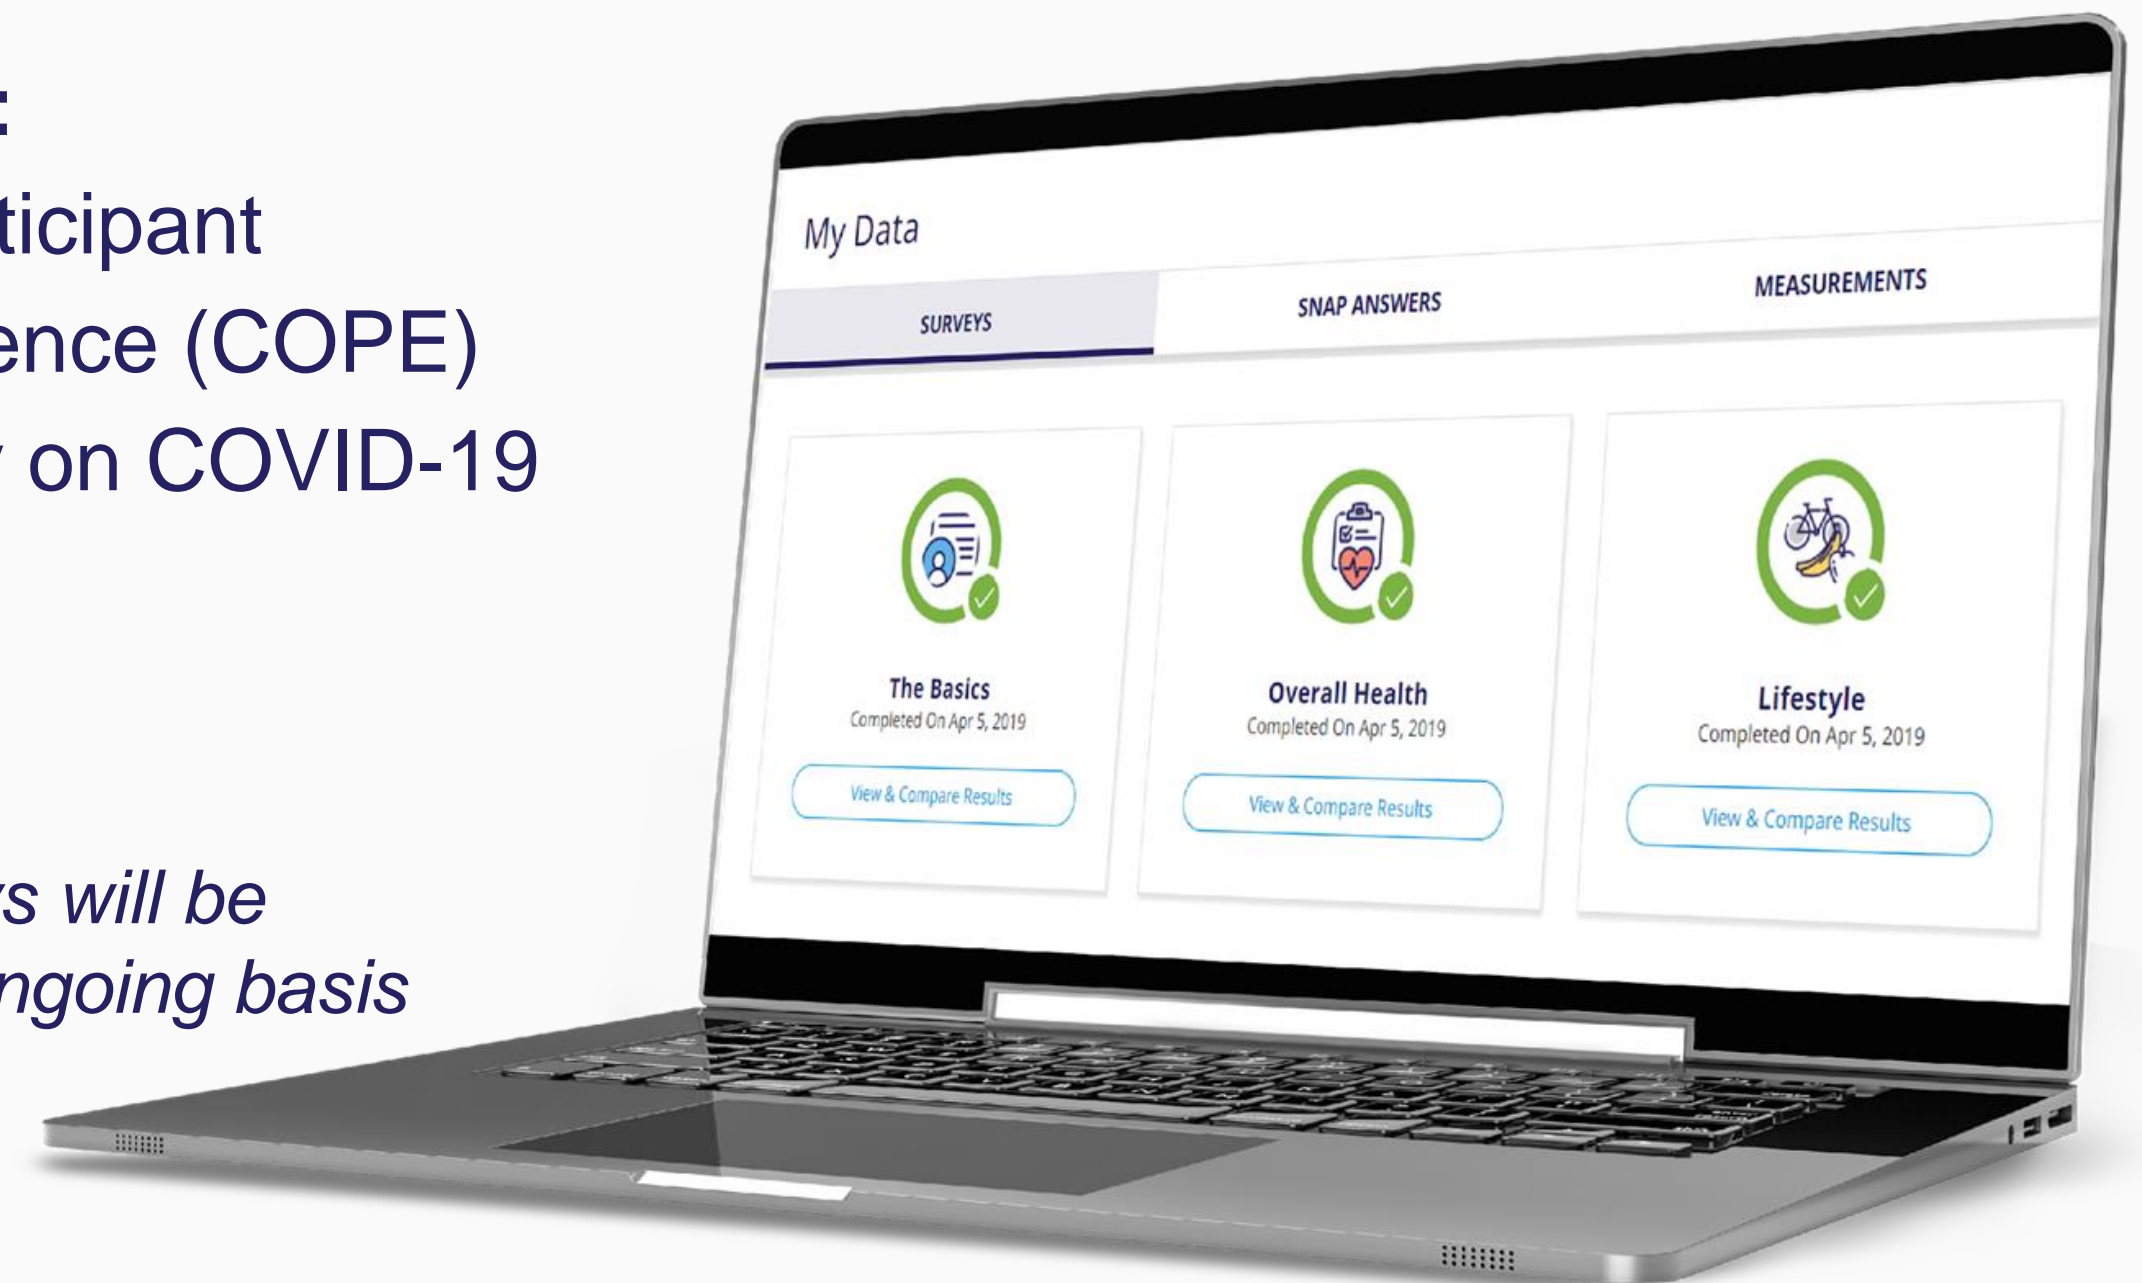 :
ticipant
ence (COPE)
y on COVID-19
ys will be
ngoing basis
My Data
SURVEYS
SNAP ANSWERS
MEASUREMENTS
The Basics
Completed On Apr 5, 2019
View & Compare Results
Overall Health
Completed On Apr 5, 2019
View & Compare Results
Lifestyle
Completed On Apr 5, 2019
View & Compare Results